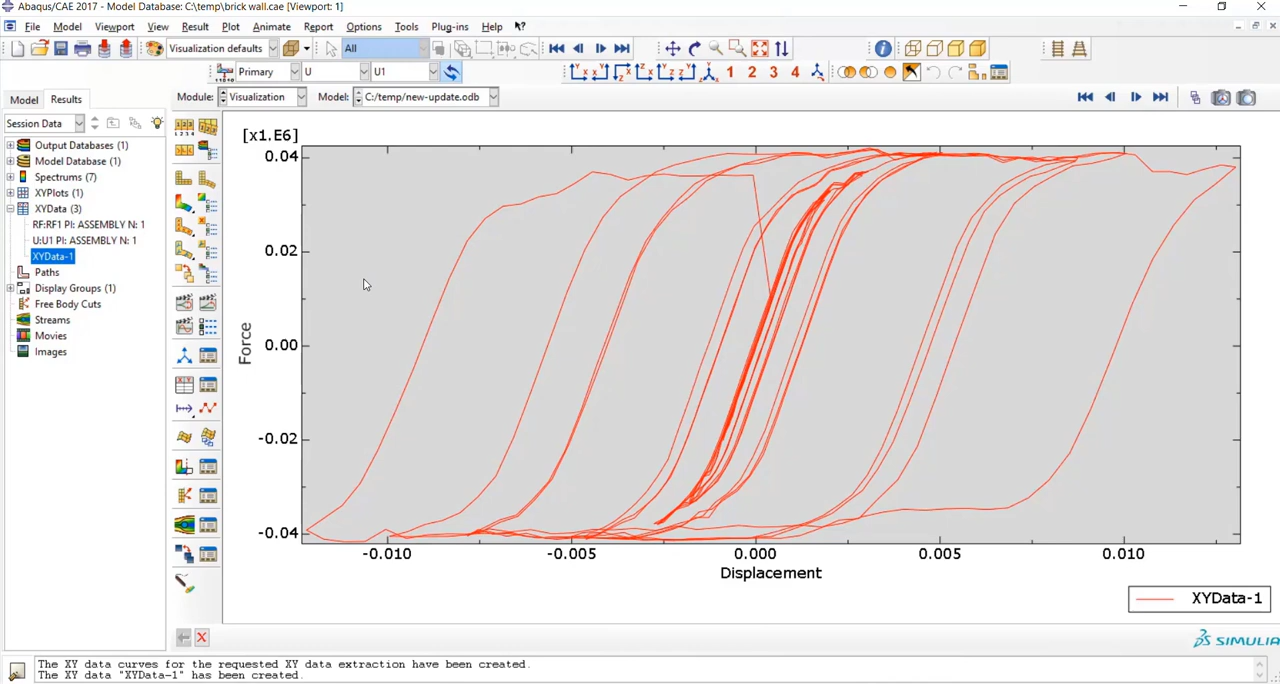 Abaqus/CAE 2017 - Model Database: C:\temp\brick wall.cae [Viewport: 1]
File Model Viewport View Result Plot Animate Report Options Tools Plug-ins Help
Visualization defaults All
Primary U U1 1 2 3 4
Model Results Module: Visualization Model: C:/temp/new-update.odb
Session Data
Output Databases (1)
Model Database (1)
Spectrums (7)
XYPlots (1)
XYData (3)
RF:RF1 PI: ASSEMBLY N: 1
U:U1 PI: ASSEMBLY N: 1
XYData-1
Paths
Display Groups (1)
Free Body Cuts
Streams
Movies
Images
[x1.E6]
0.04
0.02
0.00
-0.02
-0.04
Force
-0.010 -0.005 0.000 0.005 0.010
Displacement
XYData-1
SIMULIA
The XY data curves for the requested XY data extraction have been created.
The XY data "XYData-1" has been created.